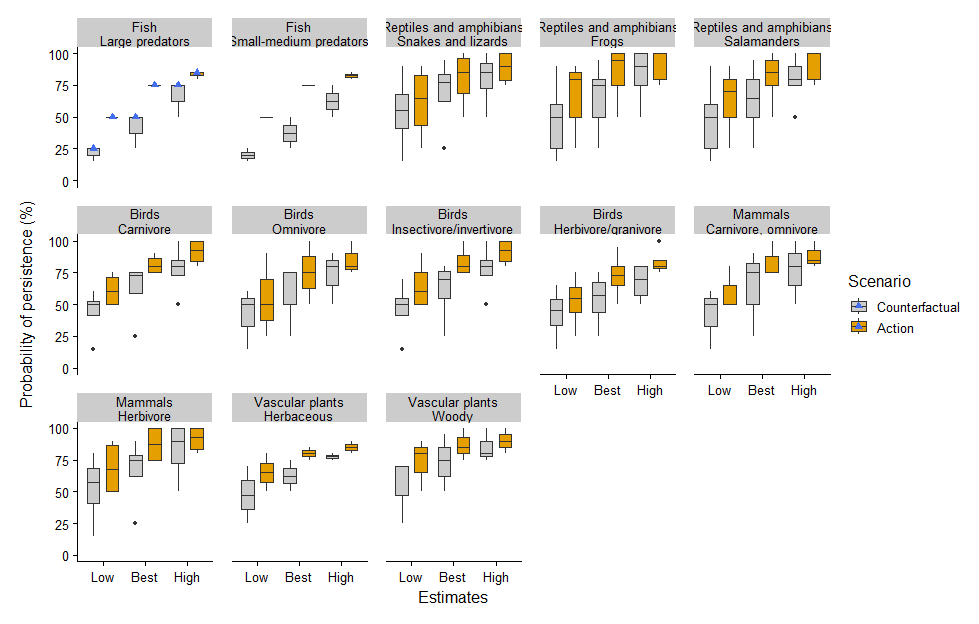 Fish
Large predators
Fish
Small-medium predators
Reptiles and amphibians
Snakes and lizards
Reptiles and amphibians
Frogs
Reptiles and amphibians
Salamanders
100
75
50
25
0
Birds
Carnivore
Birds
Omnivore
Birds
Insectivore/invertivore
Birds
Herbivore/granivore
Mammals
Carnivore, omnivore
100
75
50
25
0
Low Best High
Low Best High
Mammals
Herbivore
Vascular plants
Herbaceous
Vascular plants
Woody
100
75
50
25
0
Low Best High
Low Best High
Low Best High
Estimates
Probability of persistence (%)
Scenario
Counterfactual
Action